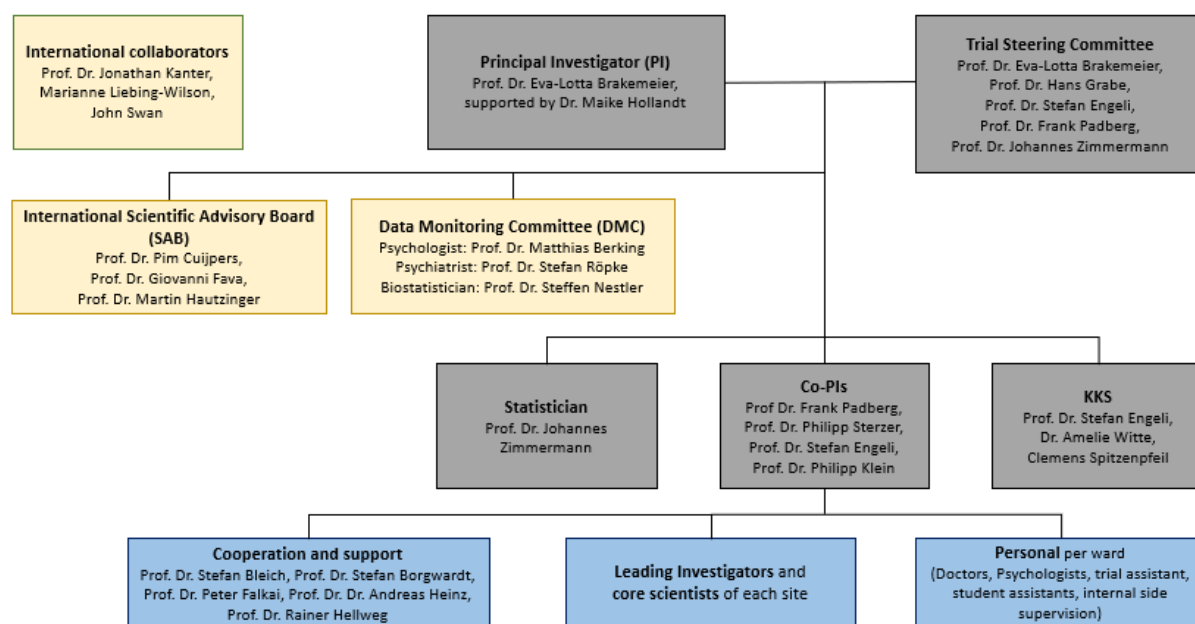 International collaborators
Prof. Dr. Jonathan Kanter,
Marianne Liebing-Wilson,
John Swan
Principal Investigator (PI)
Prof. Dr. Eva-Lotta Brakemeier,
supported by Dr. Maike Hollandt
Trial Steering Committee
Prof. Dr. Eva-Lotta Brakemeier,
Prof. Dr. Hans Grabe,
Prof. Dr. Stefan Engeli,
Prof. Dr. Frank Padberg,
Prof. Dr. Johannes Zimmermann
International Scientific Advisory Board
(SAB)
Prof. Dr. Pim Cuijpers,
Prof. Dr. Giovanni Fava,
Prof. Dr. Martin Hautzinger
Data Monitoring Committee (DMC)
Psychologist: Prof. Dr. Matthias Berking
Psychiatrist: Prof. Dr. Stefan Röpke
Biostatistician: Prof. Dr. Steffen Nestler
Statistician
Prof. Dr. Johannes
Zimmermann
Co-PIs
Prof Dr. Frank Padberg,
Prof. Dr. Philipp Sterzer,
Prof. Dr. Stefan Engeli,
Prof. Dr. Philipp Klein
KKS
Prof. Dr. Stefan Engeli,
Dr. Amelie Witte,
Clemens Spitzenpfeil
Cooperation and support
Prof. Dr. Stefan Bleich, Prof. Dr. Stefan Borgwardt,
Prof. Dr. Peter Falkai, Prof. Dr. Dr. Andreas Heinz,
Prof. Dr. Rainer Hellweg
Leading Investigators and
core scientists of each site
Personal per ward
(Doctors, Psychologists, trial assistant,
student assistants, internal side
supervision)